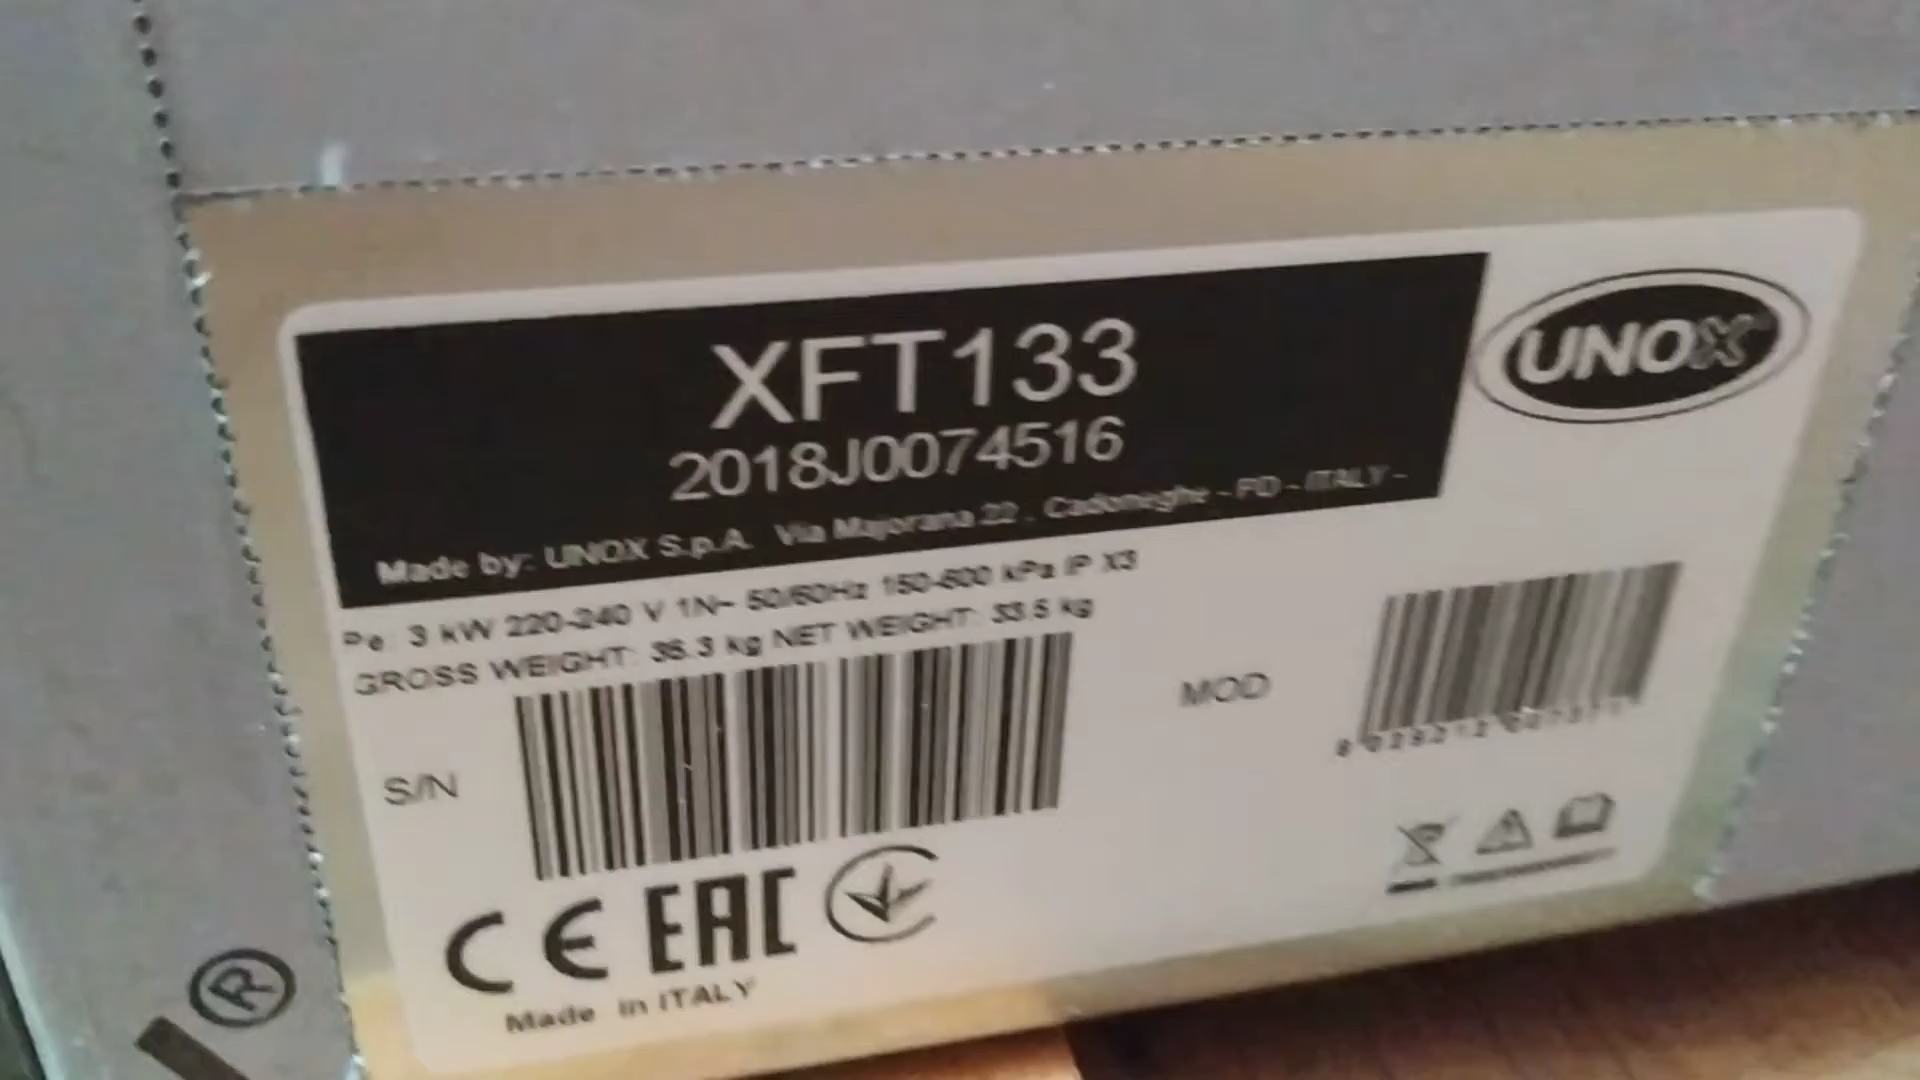 XFT133
2018J0074516
UNOX
Made by: UNOX S.p.A. Via Majorana 22 , Cadoneghe - PD - ITALY -
Pe: 3 kW 220-240 V 1N~ 50/60Hz 150-600 kPa IP X3
GROSS WEIGHT: 36.3 kg NET WEIGHT: 33.5 kg
S/N
MOD
CE EAC
Made in ITALY
®